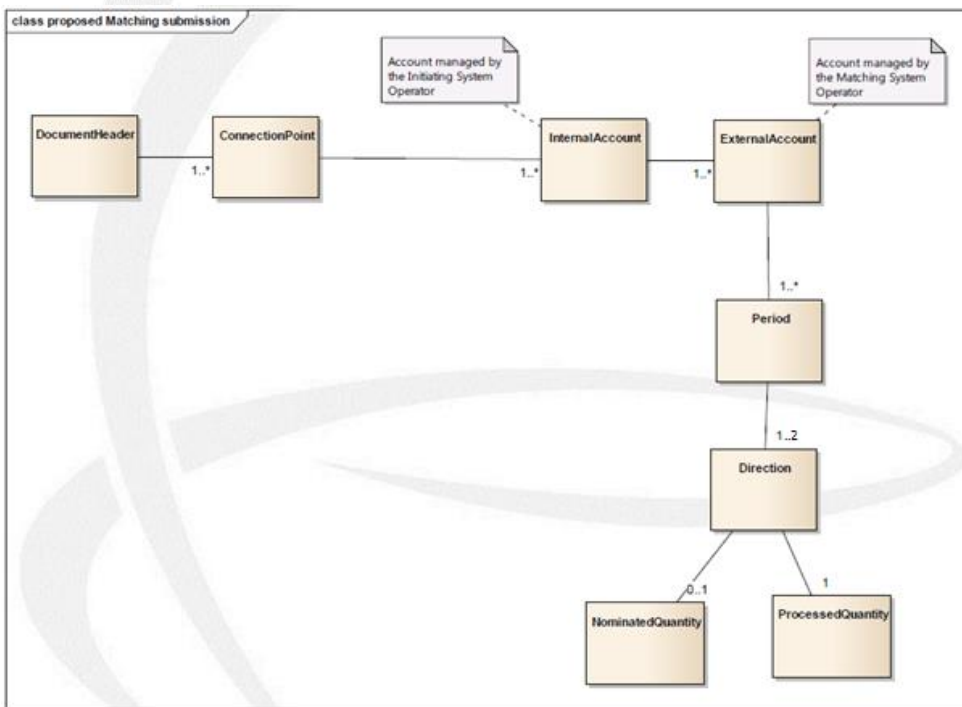 class proposed Matching submission
Account managed by
the Initiating System
Operator
Account managed by
the Matching System
Operator
DocumentHeader
ConnectionPoint
InternalAccount
ExternalAccount
1..*
1..*
1..*
1..*
Period
1..2
Direction
0..1
1
NominatedQuantity
ProcessedQuantity